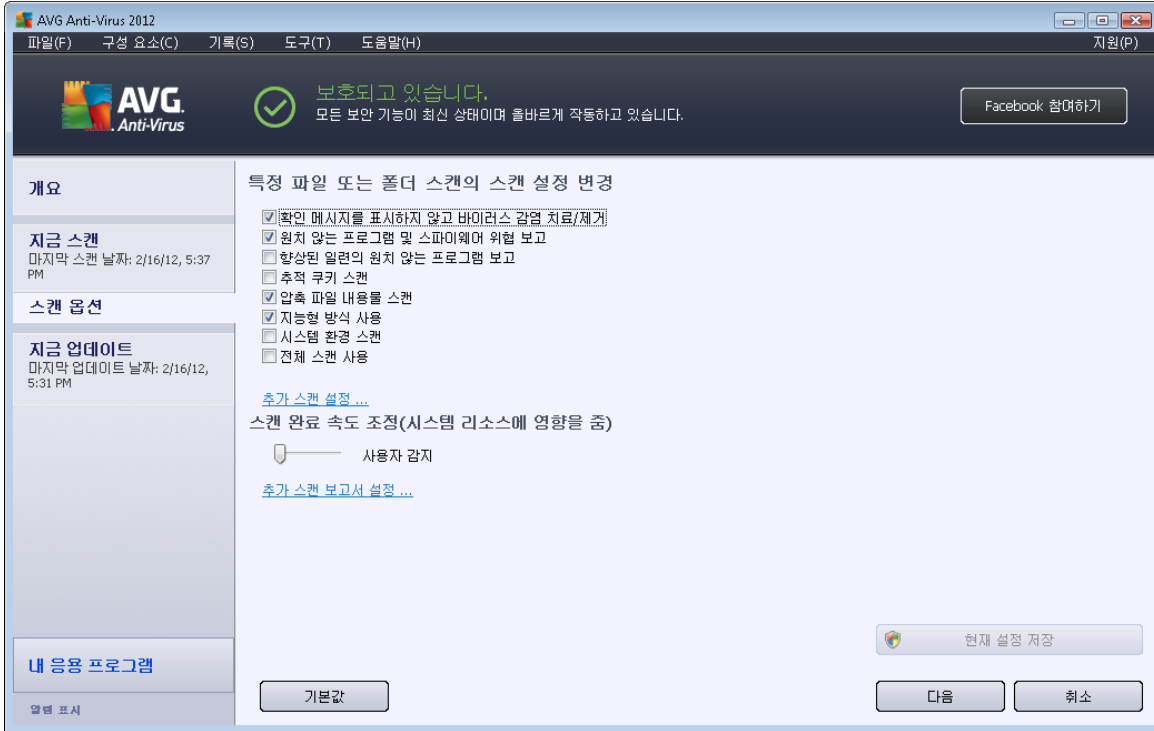 AVG Anti-Virus 2012
파일(F) 구성 요소(C) 기록(S) 도구(T) 도움말(H) 지원(P)
AVG.
Anti-Virus
보호되고 있습니다.
모든 보안 기능이 최신 상태이며 올바르게 작동하고 있습니다.
Facebook 참여하기
개요
지금 스캔
마지막 스캔 날짜: 2/16/12, 5:37
PM
스캔 옵션
지금 업데이트
마지막 업데이트 날짜: 2/16/12,
5:31 PM
내 응용 프로그램
알림 표시
특정 파일 또는 폴더 스캔의 스캔 설정 변경
확인 메시지를 표시하지 않고 바이러스 감염 치료/제거
원치 않는 프로그램 및 스파이웨어 위협 보고
향상된 일련의 원치 않는 프로그램 보고
추적 쿠키 스캔
압축 파일 내용물 스캔
지능형 방식 사용
시스템 환경 스캔
전체 스캔 사용
추가 스캔 설정 ...
스캔 완료 속도 조정(시스템 리소스에 영향을 줌)
사용자 감지
추가 스캔 보고서 설정 ...
현재 설정 저장
기본값
다음
취소